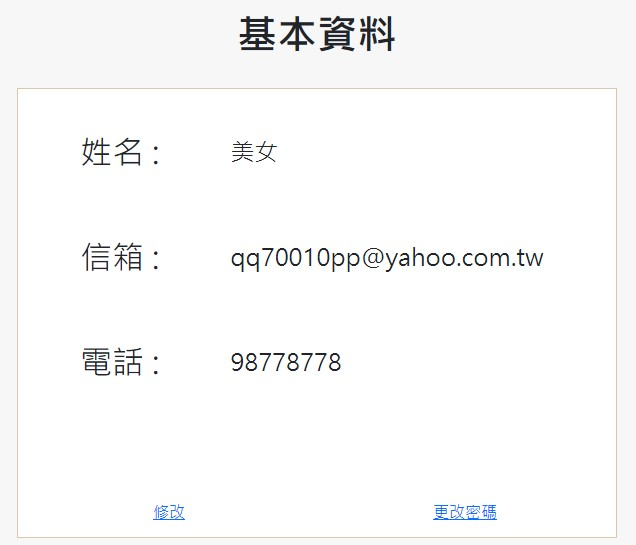 基本資料
姓名 : 美女
信箱 : qq70010pp@yahoo.com.tw
電話 : 98778778
修改 更改密碼